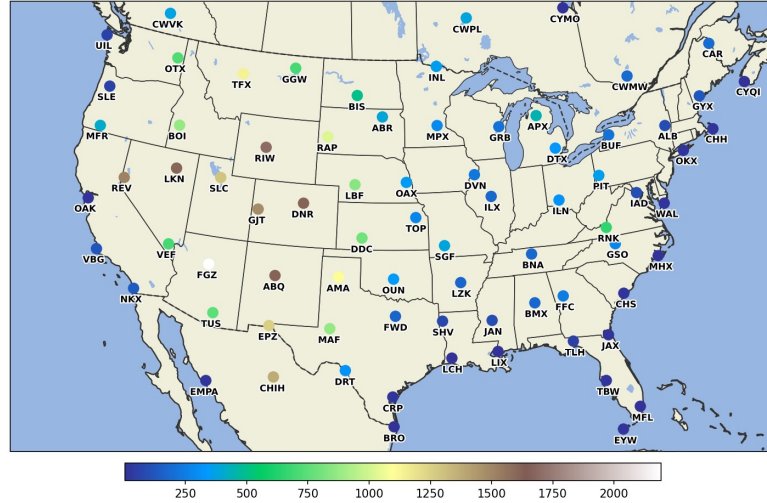 CWVK
CWPL
CYMO
UIL
CAR
OTX
TFX
GGW
INL
CWMW
CYQI
SLE
BIS
GYX
MFR
BOI
ABR
MPX
GRB
APX
ALB
CHH
RAP
DTX
BUF
OKX
RIW
REV
LKN
SLC
LBF
OAX
DVN
PIT
OAK
GJT
DNR
ILX
ILN
IAD
WAL
TOP
VBG
VEF
DDC
SGF
RNK
GSO
MHX
BNA
NKX
FGZ
ABQ
AMA
OUN
LZK
BMX
FFC
CHS
TUS
EPZ
MAF
FWD
SHV
JAN
TLH
JAX
EMPA
CHIH
DRT
LCH
LIX
TBW
CRP
MFL
BRO
EYW
250 500 750 1000 1250 1500 1750 2000